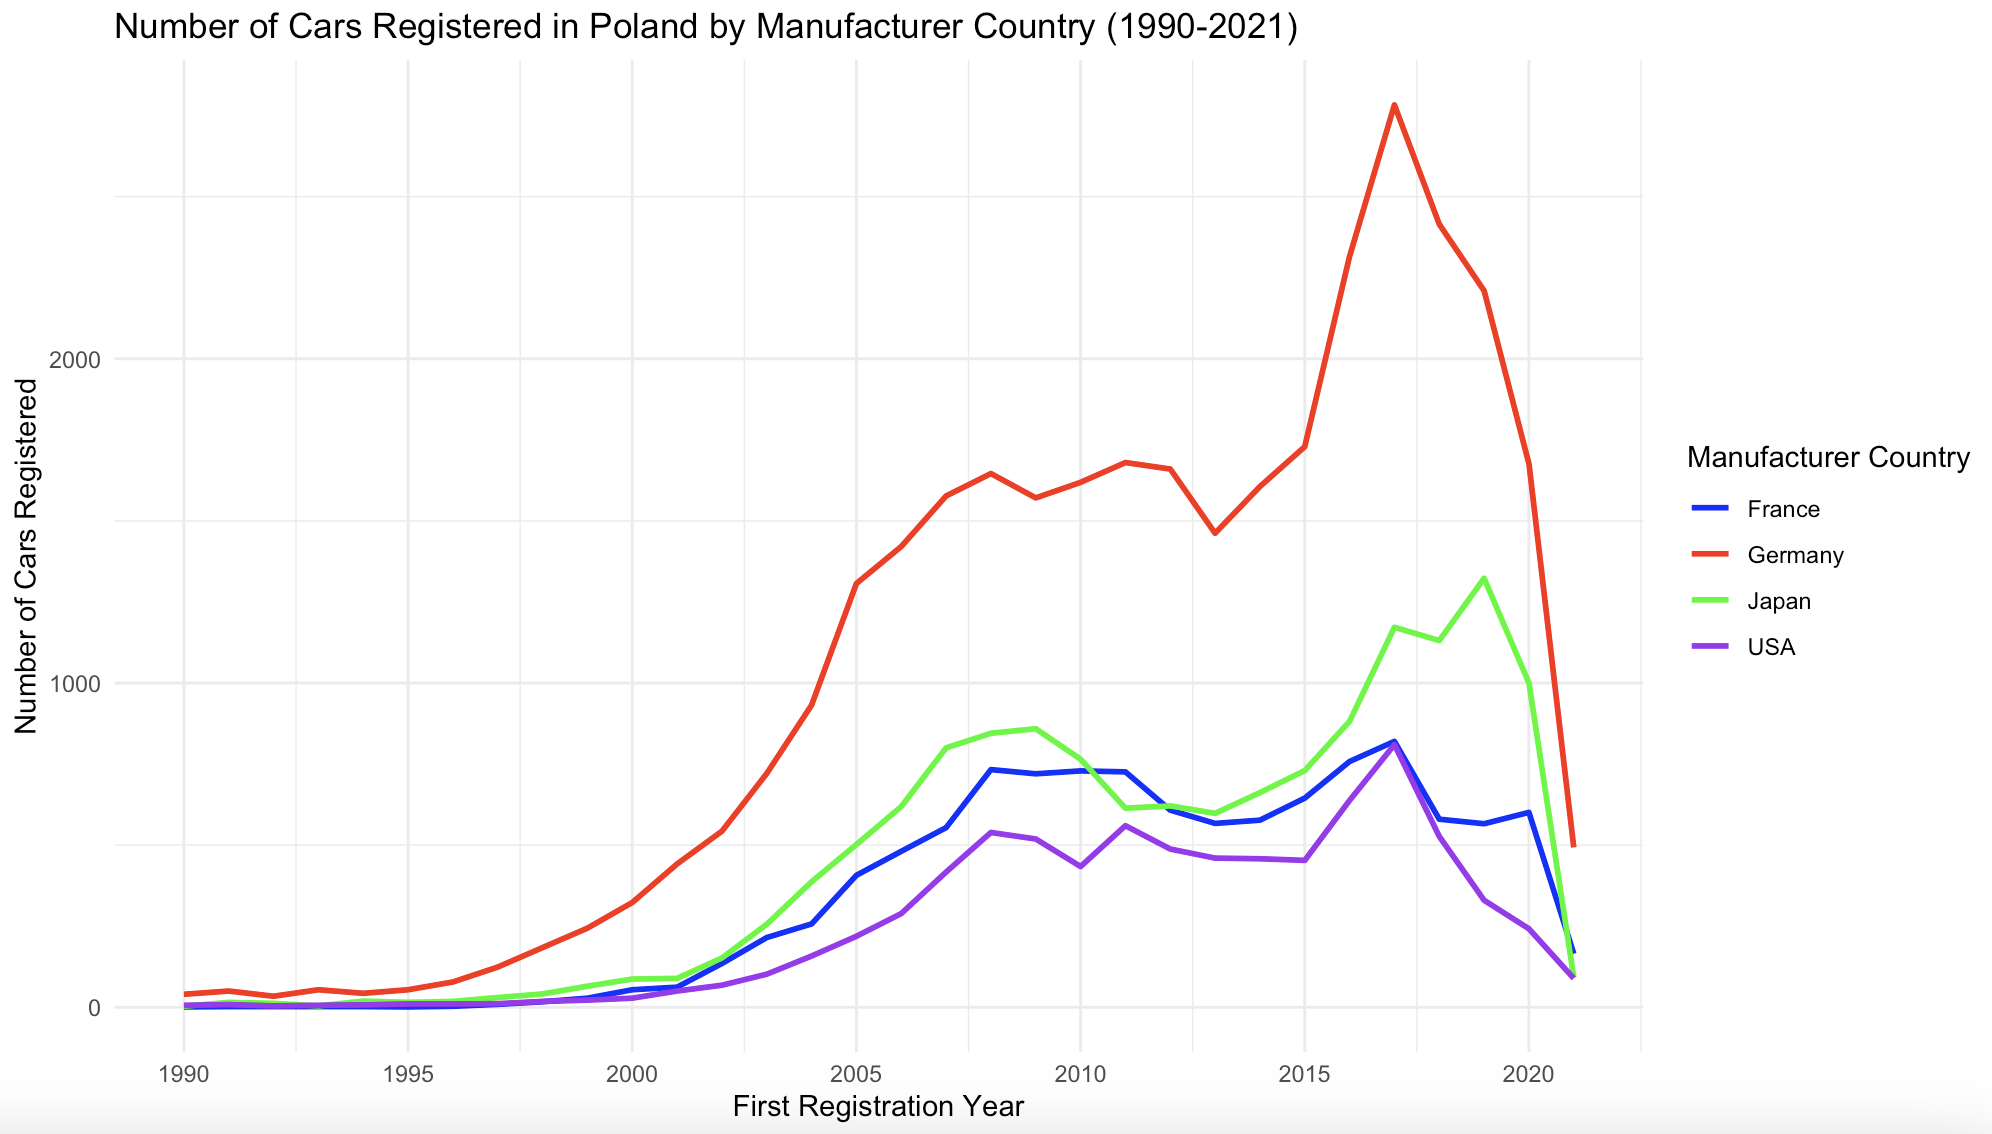 Number of Cars Registered in Poland by Manufacturer Country (1990-2021)
Number of Cars Registered
2000
1000
0
1990 1995 2000 2005 2010 2015 2020
First Registration Year
Manufacturer Country
France
Germany
Japan
USA